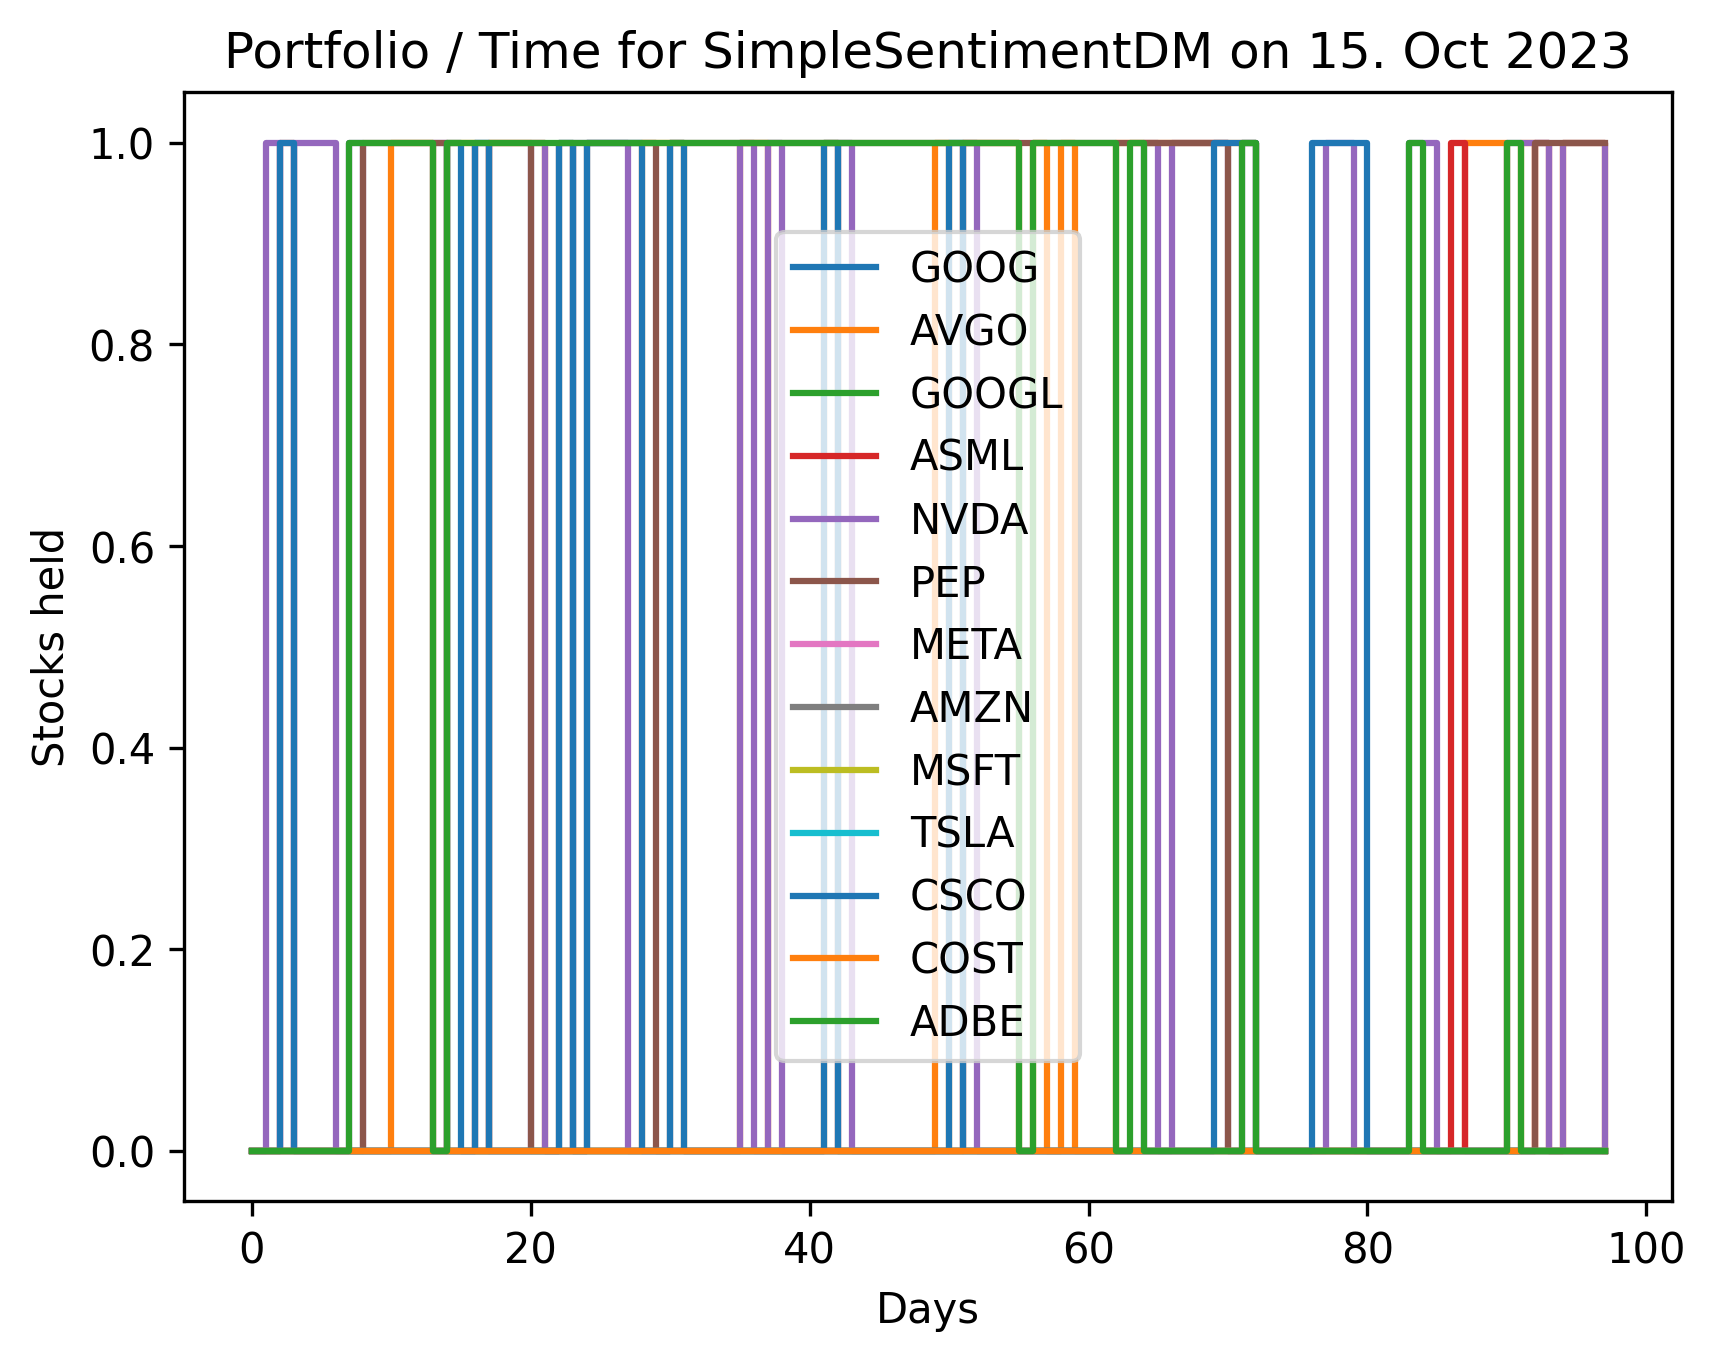 Portfolio / Time for SimpleSentimentDM on 15. Oct 2023
1.0
0.8
0.6
0.4
0.2
0.0
Stocks held
GOOG
AVGO
GOOGL
ASML
NVDA
PEP
META
AMZN
MSFT
TSLA
CSCO
COST
ADBE
0 20 40 60 80 100
Days